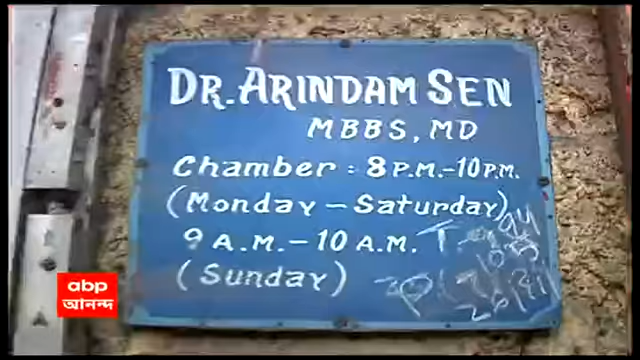 DR. ARINDAM SEN
MBBS, MD
Chamber : 8 P.M.-10 P.M.
(Monday - Saturday)
9 A.M. - 10 A.M.
(Sunday)
abp
আনন্দ